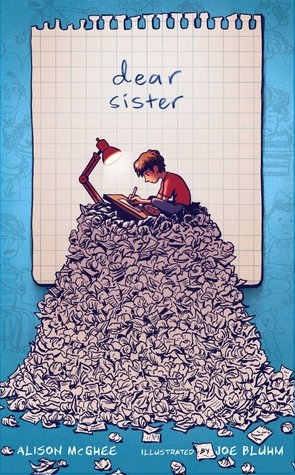 dear
sister
ALISON McGHEE ILLUSTRATED BY JOE BLUHM